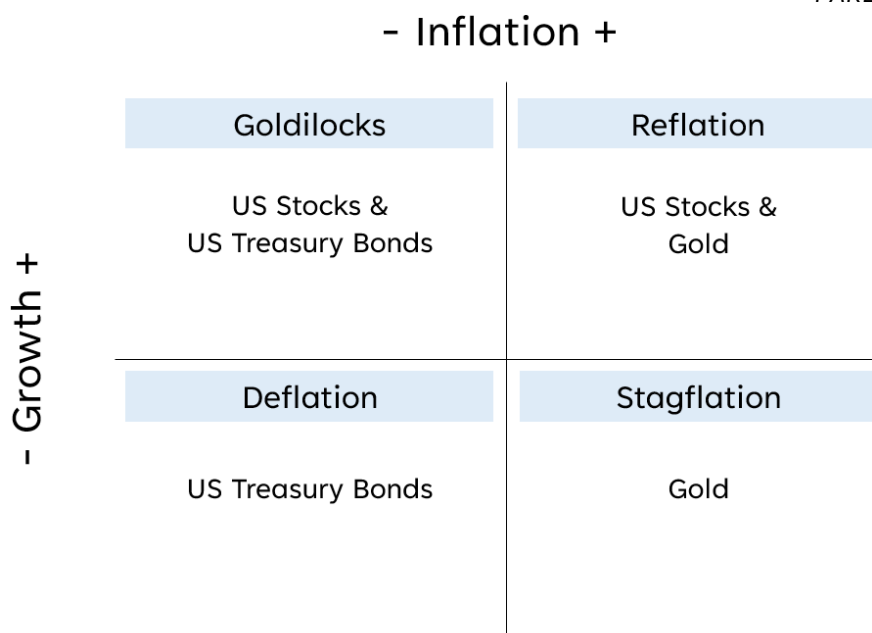 - Inflation +
Goldilocks
Reflation
US Stocks &
US Treasury Bonds
US Stocks &
Gold
- Growth +
Deflation
Stagflation
US Treasury Bonds
Gold